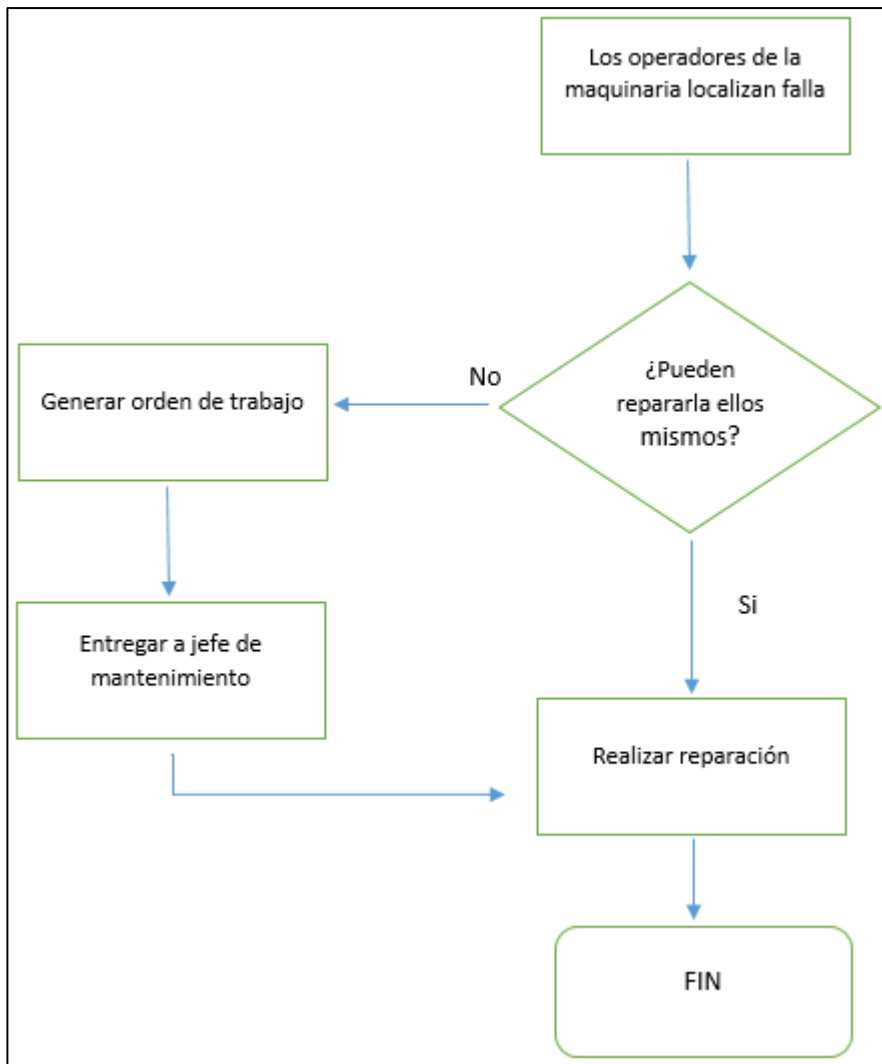 Los operadores de la
maquinaria localizan falla
¿Pueden
repararla ellos
mismos?
No
Generar orden de trabajo
Entregar a jefe de
mantenimiento
Si
Realizar reparación
FIN